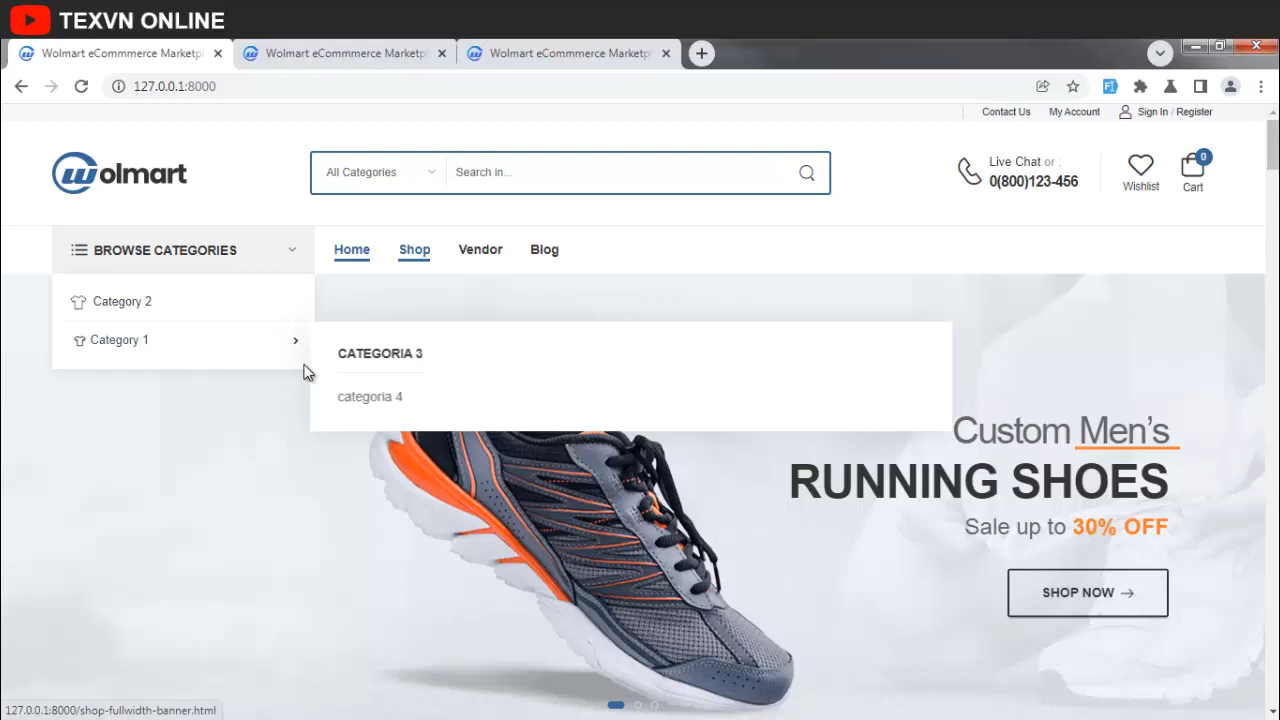 TEXVN ONLINE
Wolmart eCommmerce Marketpl
Wolmart eCommmerce Marketpl
Wolmart eCommmerce Marketpl
127.0.0.1:8000
Contact Us
My Account
Sign In / Register
Wolmart
All Categories
Search in...
Live Chat or :
0(800)123-456
Wishlist
0
Cart
BROWSE CATEGORIES
Home
Shop
Vendor
Blog
Category 2
Category 1
CATEGORIA 3
categoria 4
Custom Men's
RUNNING SHOES
Sale up to 30% OFF
SHOP NOW
127.0.0.1:8000/shop-fullwidth-banner.html